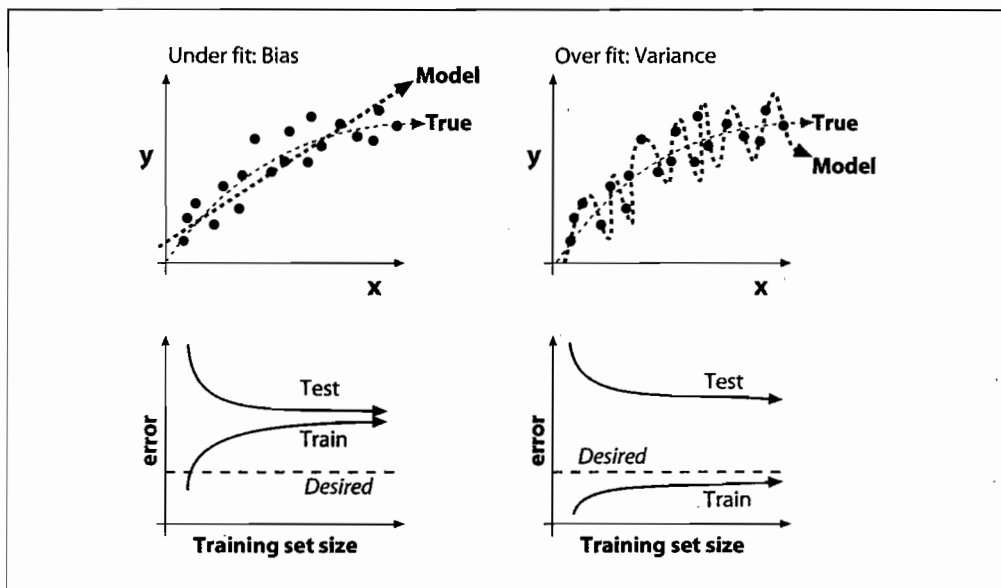 Under fit: Bias
Model
True
y
x
Over fit: Variance
True
Model
y
x
Test
Train
Desired
error
Training set size
Test
Desired
Train
error
Training set size